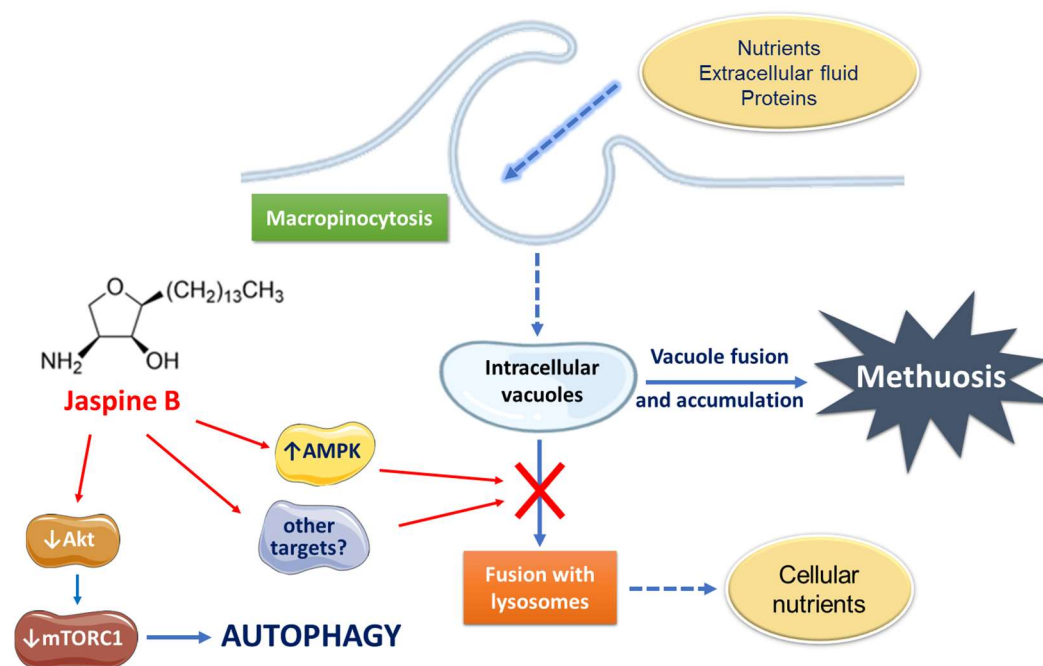 Nutrients
Extracellular fluid
Proteins
Macropinocytosis
O
(CH₂)₁₃CH₃
NH₂
OH
Jaspine B
Intracellular
vacuoles
Vacuole fusion
and accumulation
Methuosis
↑AMPK
other
targets?
↓Akt
Fusion with
lysosomes
Cellular
nutrients
↓mTORC1
AUTOPHAGY